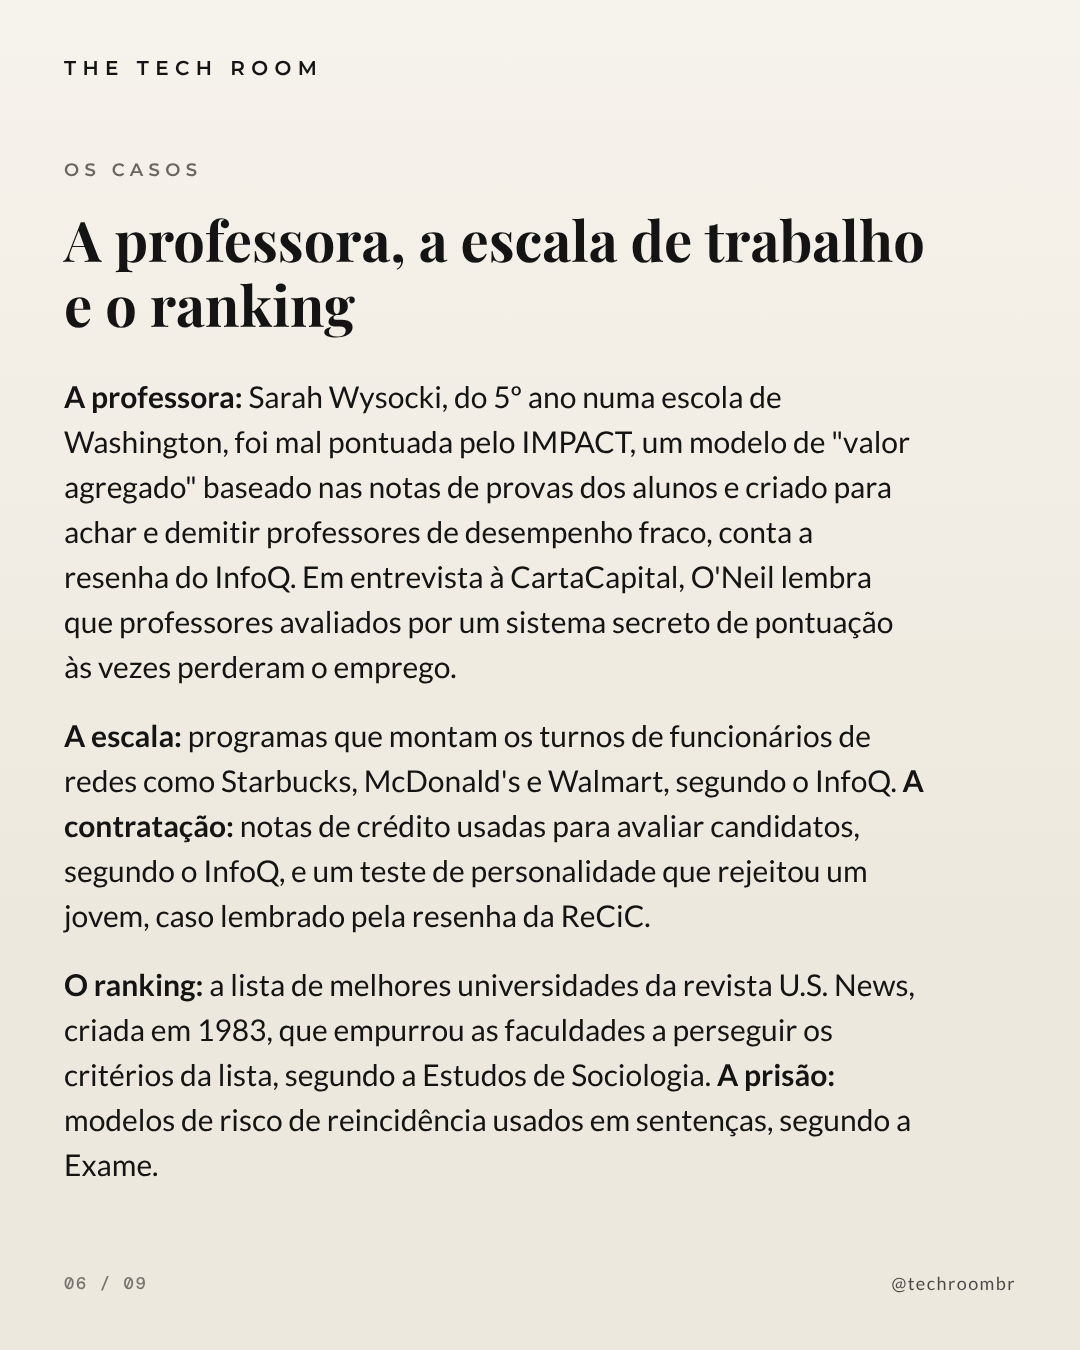 THE TECH ROOM
OS CASOS
A professora, a escala de trabalho
e o ranking
A professora: Sarah Wysocki, do 5º ano numa escola de
Washington, foi mal pontuada pelo IMPACT, um modelo de "valor
agregado" baseado nas notas de provas dos alunos e criado para
achar e demitir professores de desempenho fraco, conta a
resenha do InfoQ. Em entrevista à CartaCapital, O'Neil lembra
que professores avaliados por um sistema secreto de pontuação
às vezes perderam o emprego.
A escala: programas que montam os turnos de funcionários de
redes como Starbucks, McDonald's e Walmart, segundo o InfoQ. A
contratação: notas de crédito usadas para avaliar candidatos,
segundo o InfoQ, e um teste de personalidade que rejeitou um
jovem, caso lembrado pela resenha da ReCiC.
O ranking: a lista de melhores universidades da revista U.S. News,
criada em 1983, que empurrou as faculdades a perseguir os
critérios da lista, segundo a Estudos de Sociologia. A prisão:
modelos de risco de reincidência usados em sentenças, segundo a
Exame.
06 / 09
@techroombr